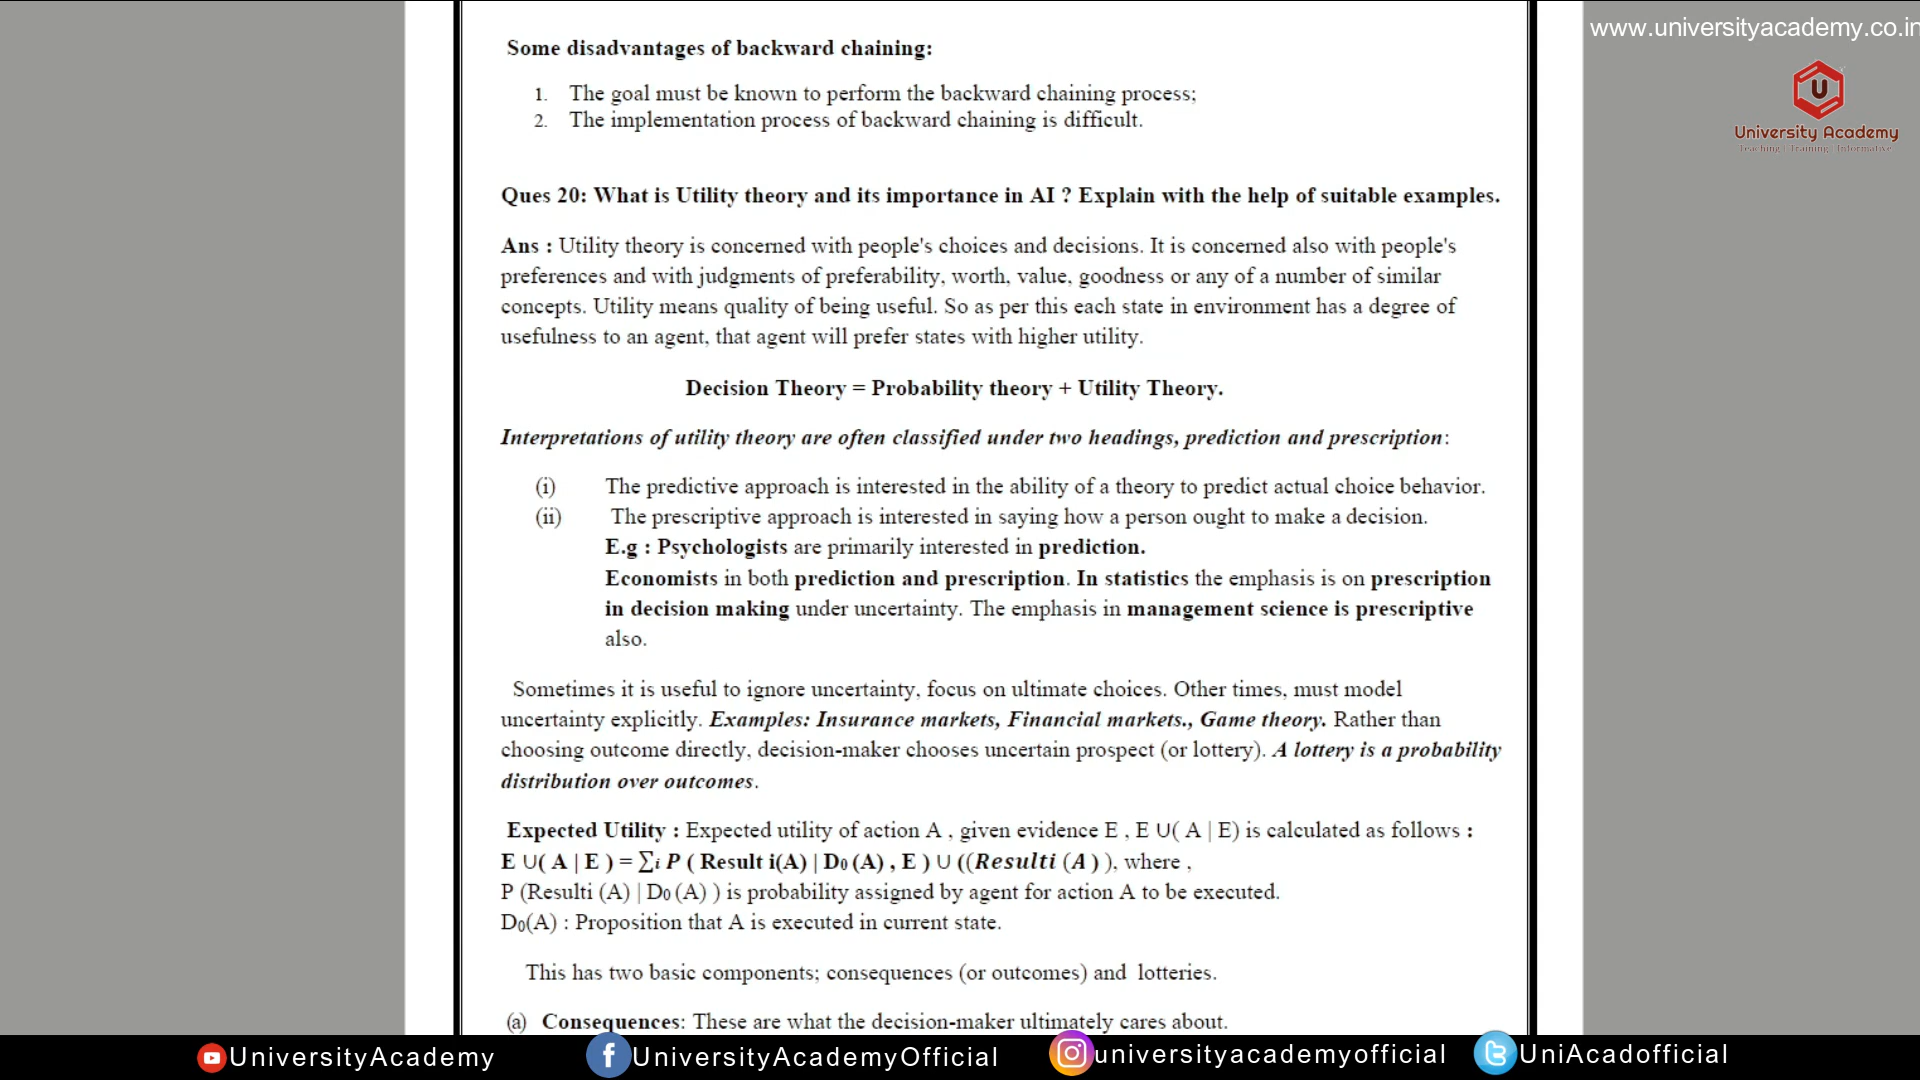 www.universityacademy.co.in
U
University Academy
Teaching | Training | Informative
Some disadvantages of backward chaining:
1. The goal must be known to perform the backward chaining process;
2. The implementation process of backward chaining is difficult.
Ques 20: What is Utility theory and its importance in AI ? Explain with the help of suitable examples.
Ans : Utility theory is concerned with people's choices and decisions. It is concerned also with people's
preferences and with judgments of preferability, worth, value, goodness or any of a number of similar
concepts. Utility means quality of being useful. So as per this each state in environment has a degree of
usefulness to an agent, that agent will prefer states with higher utility.
Decision Theory = Probability theory + Utility Theory.
Interpretations of utility theory are often classified under two headings, prediction and prescription:
(i) The predictive approach is interested in the ability of a theory to predict actual choice behavior.
(ii) The prescriptive approach is interested in saying how a person ought to make a decision.
E.g : Psychologists are primarily interested in prediction.
Economists in both prediction and prescription. In statistics the emphasis is on prescription
in decision making under uncertainty. The emphasis in management science is prescriptive
also.
Sometimes it is useful to ignore uncertainty, focus on ultimate choices. Other times, must model
uncertainty explicitly. Examples: Insurance markets, Financial markets., Game theory. Rather than
choosing outcome directly, decision-maker chooses uncertain prospect (or lottery). A lottery is a probability
distribution over outcomes.
Expected Utility : Expected utility of action A , given evidence E , E ∪( A | E) is calculated as follows :
E ∪( A | E ) = ∑i P ( Result i(A) | D0 (A) , E ) ∪ ((Resulti (A) ), where ,
P (Resulti (A) | D0 (A) ) is probability assigned by agent for action A to be executed.
D0(A) : Proposition that A is executed in current state.
This has two basic components; consequences (or outcomes) and lotteries.
(a) Consequences: These are what the decision-maker ultimately cares about.
UniversityAcademy
UniversityAcademyOfficial
universityacademyofficial
UniAcadofficial